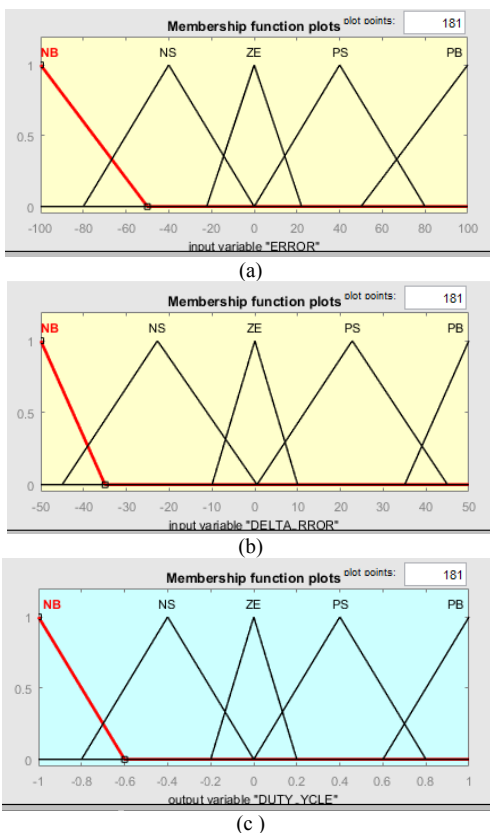 Membership function plots plot points: 181
NB NS ZE PS PB
1
0.5
0
-100 -80 -60 -40 -20 0 20 40 60 80 100
input variable "ERROR"
(a)
Membership function plots plot points: 181
NB NS ZE PS PB
1
0.5
0
-50 -40 -30 -20 -10 0 10 20 30 40 50
input variable "DELTA_RROR"
(b)
Membership function plots plot points: 181
NB NS ZE PS PB
1
0.5
0
-1 -0.8 -0.6 -0.4 -0.2 0 0.2 0.4 0.6 0.8 1
output variable "DUTY_YCLE"
(c )